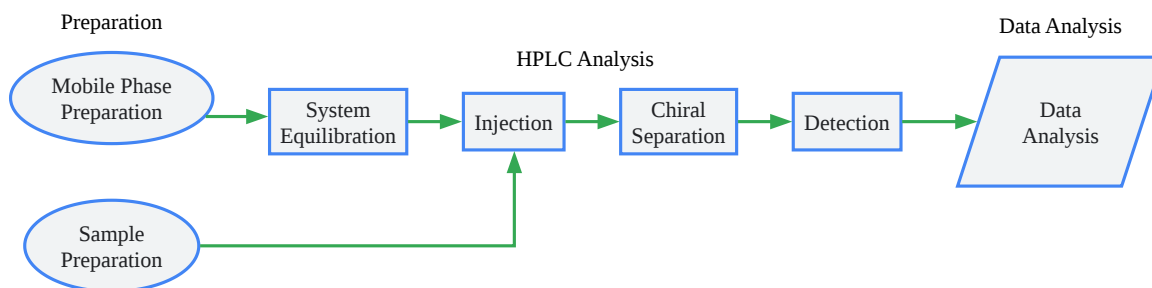 Preparation
HPLC Analysis
Data Analysis
Mobile Phase
Preparation
System
Equilibration
Injection
Chiral
Separation
Detection
Data
Analysis
Sample
Preparation